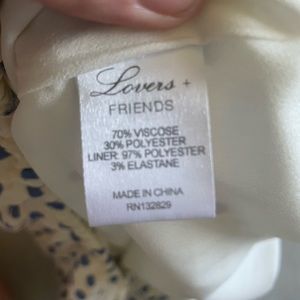 Lovers +
FRIENDS
70% VISCOSE
30% POLYESTER
LINER: 97% POLYESTER
3% ELASTANE
MADE IN CHINA
RN132829